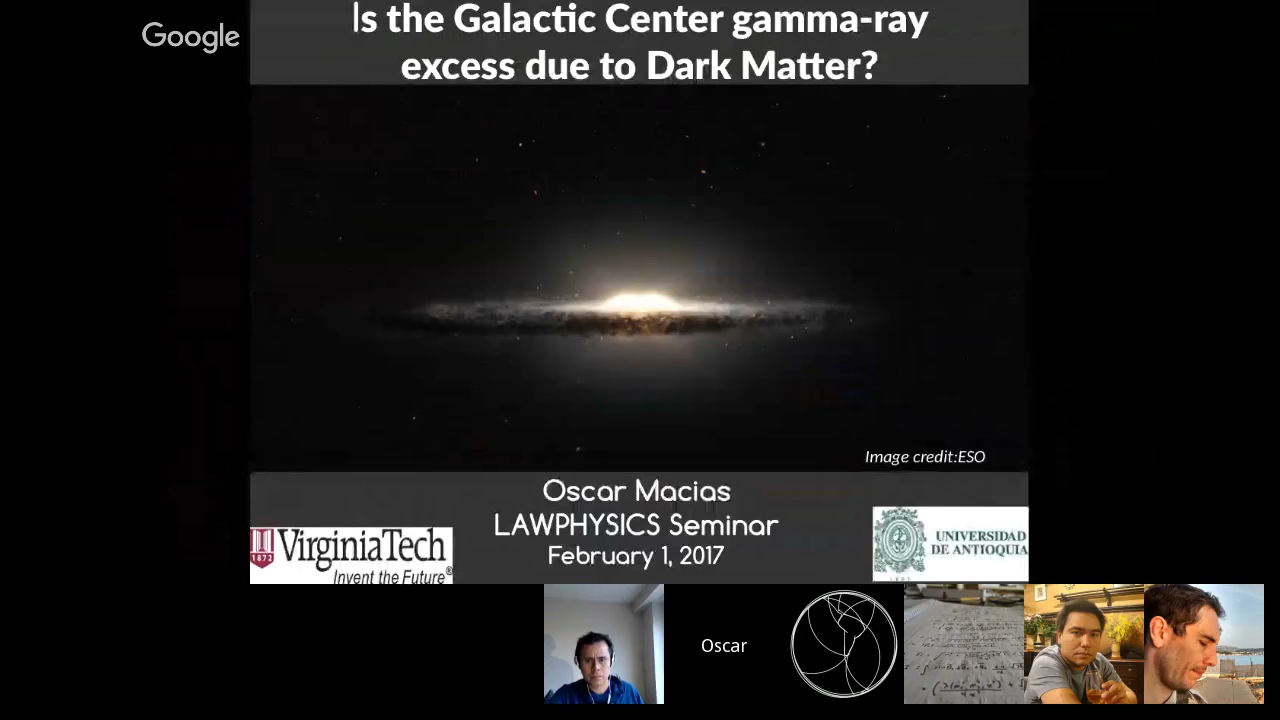 Google
Is the Galactic Center gamma-ray
excess due to Dark Matter?
Image credit:ESO
Oscar Macias
LAWPHYSICS Seminar
February 1, 2017
1872
VirginiaTech
Invent the Future®
UNIVERSIDAD
DE ANTIOQUIA
Oscar